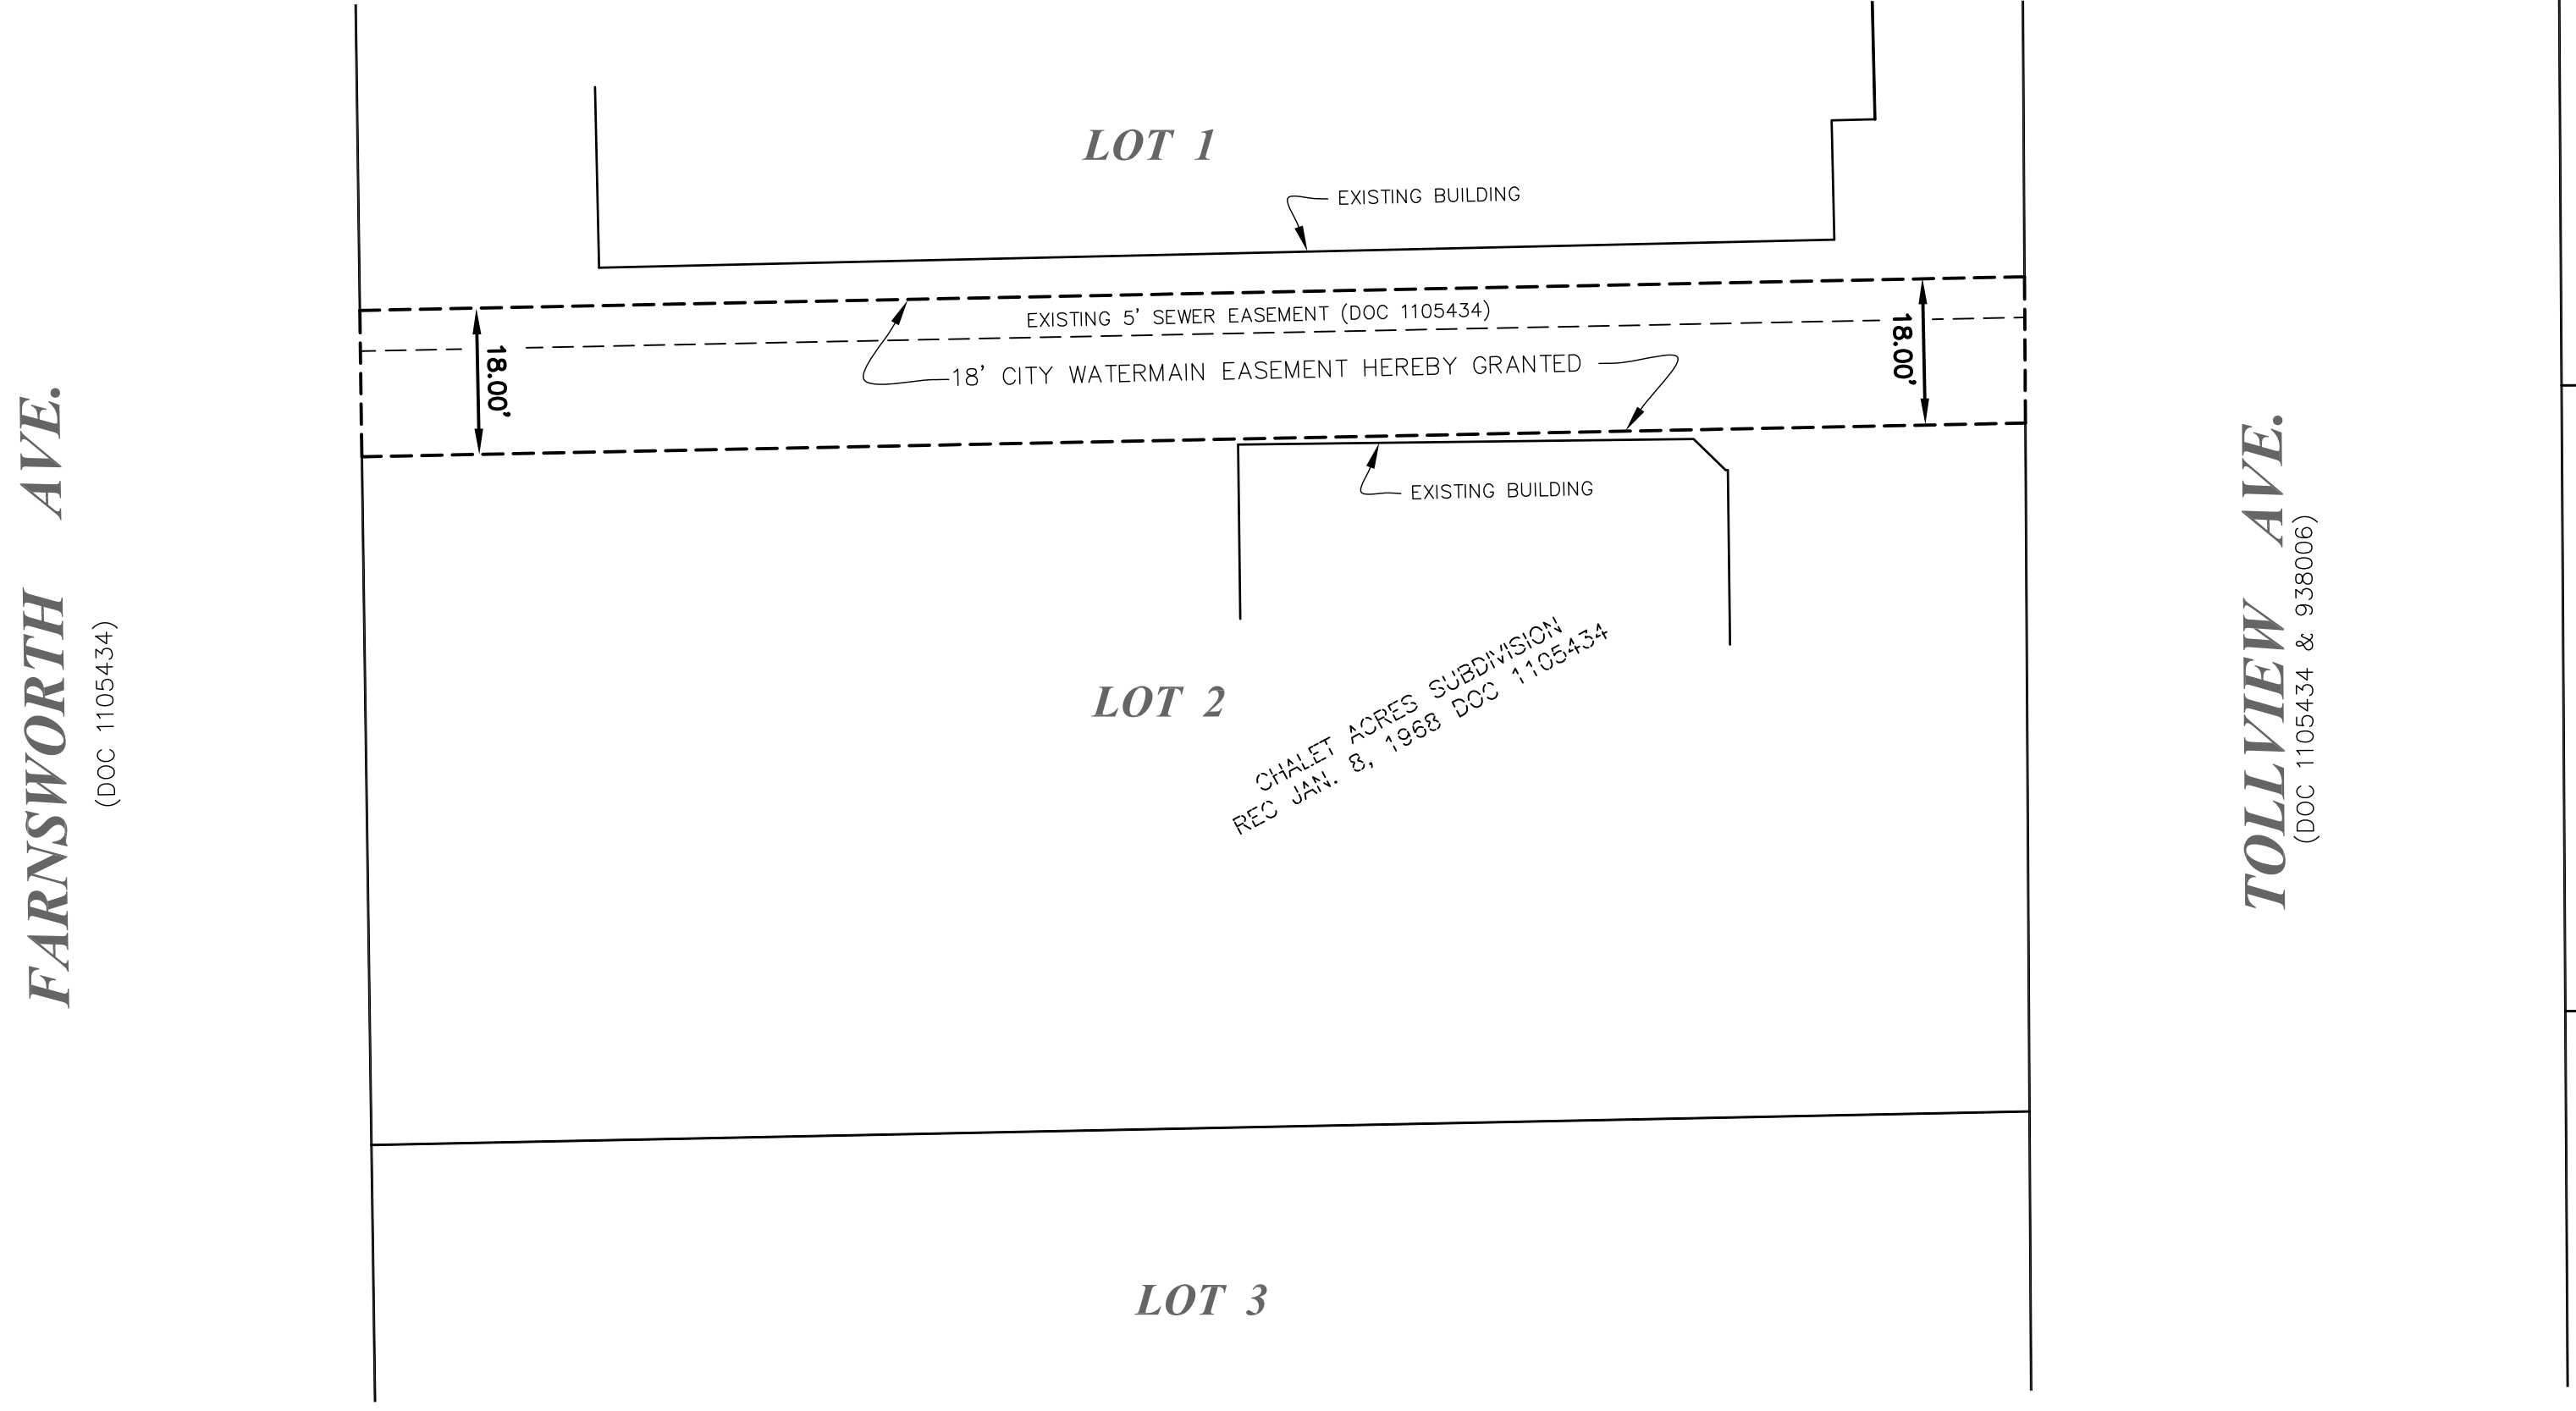 LOT 1
EXISTING BUILDING
EXISTING 5' SEWER EASEMENT (DOC 1105434)
18.00'
18' CITY WATERMAIN EASEMENT HEREBY GRANTED
18.00'
EXISTING BUILDING
FARNSWORTH AVE.
(DOC 1105434)
LOT 2
CHALET ACRES SUBDIVISION
REC JAN. 8, 1968 DOC 1105434
TOLLVIEW AVE.
(DOC 1105434 & 938006)
LOT 3